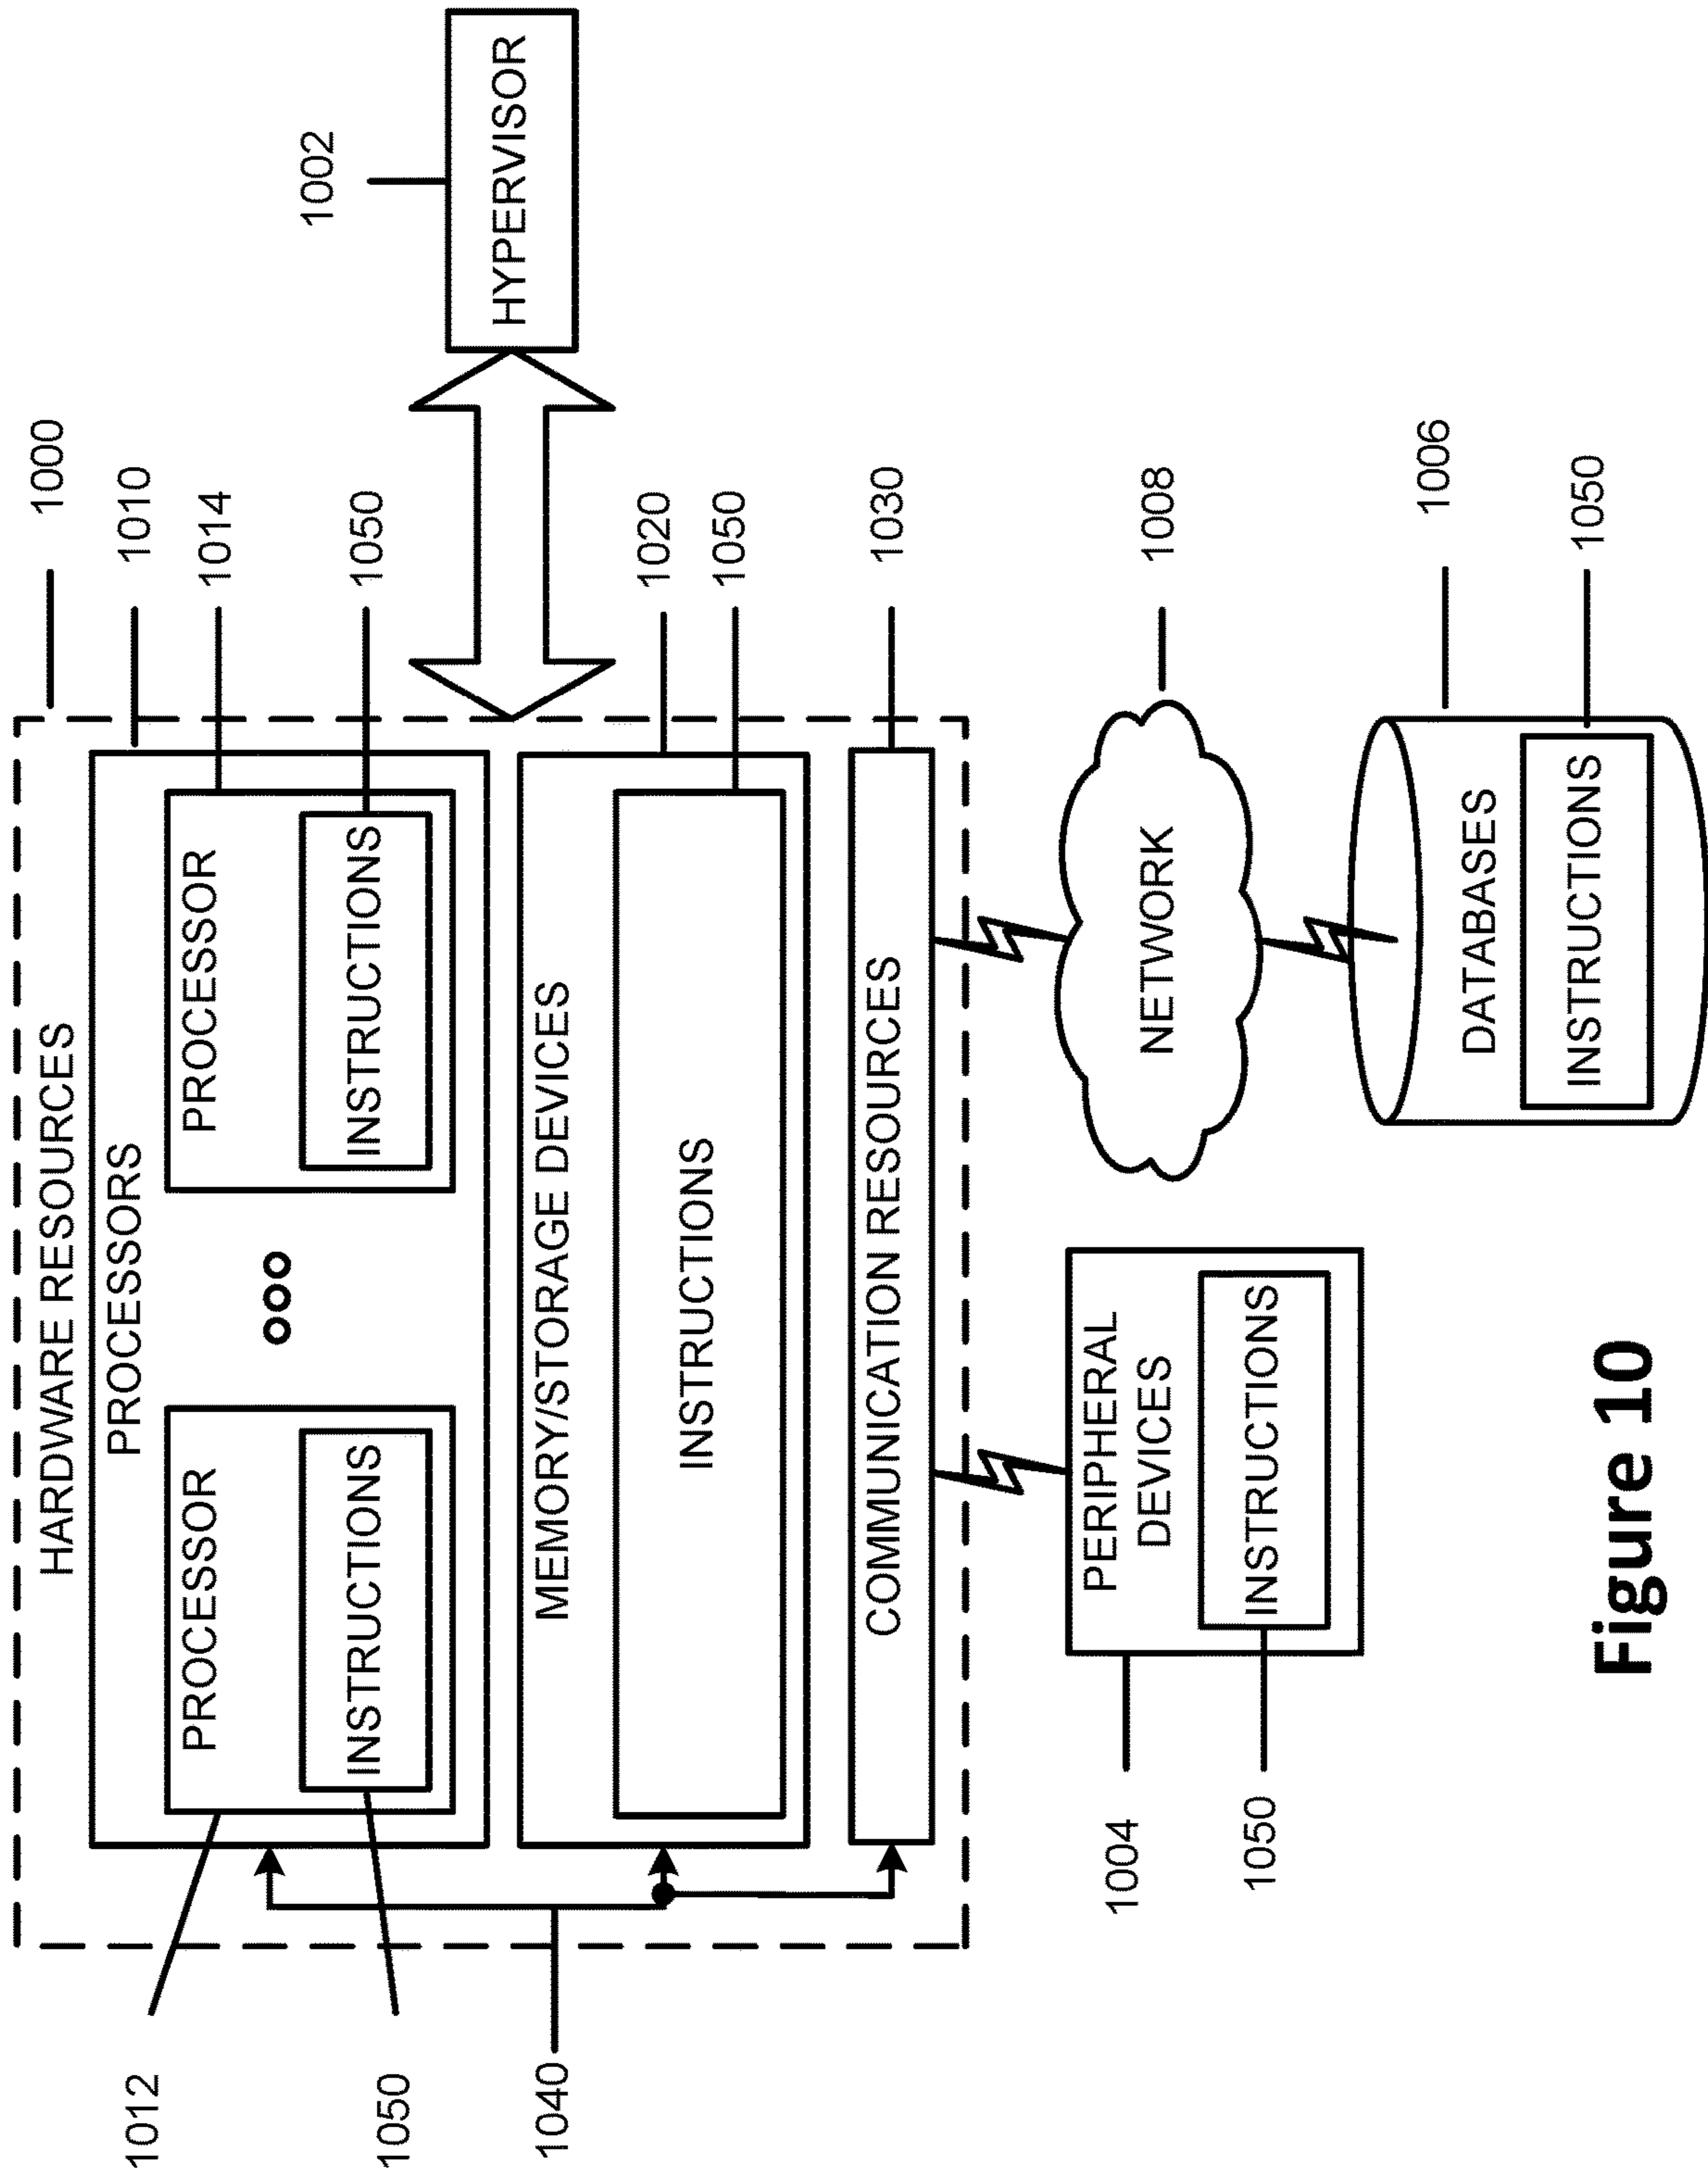 HARDWARE RESOURCES
1000
PROCESSORS
1010
PROCESSOR
PROCESSOR
1014
1012
INSTRUCTIONS
INSTRUCTIONS
1050
1050
1002
HYPERVISOR
MEMORY/STORAGE DEVICES
1040
1020
INSTRUCTIONS
1050
COMMUNICATION RESOURCES
1030
PERIPHERAL
DEVICES
1004
INSTRUCTIONS
1050
NETWORK
1008
DATABASES
1006
INSTRUCTIONS
1050
Figure 10